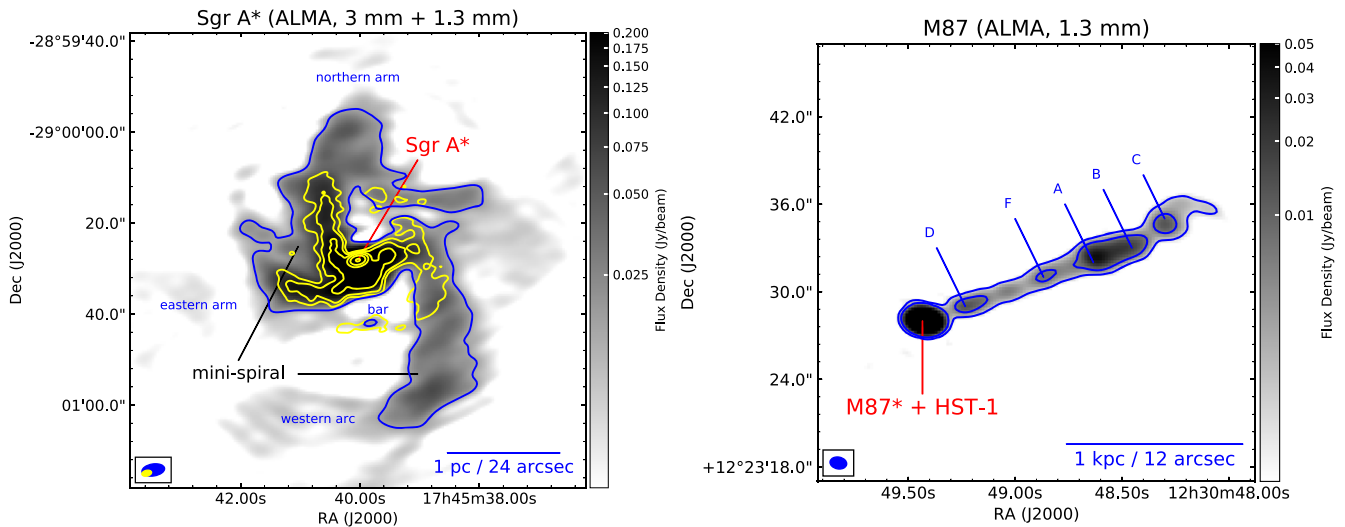 Sgr A* (ALMA, 3 mm + 1.3 mm)
-28°59'40.0"
-29°00'00.0"
20.0"
40.0"
01'00.0"
Dec (J2000)
northern arm
Sgr A*
eastern arm
bar
mini-spiral
western arc
1 pc / 24 arcsec
42.00s
40.00s
17h45m38.00s
RA (J2000)
0.200
0.175
0.150
0.125
0.100
0.075
0.050
0.025
Flux Density (Jy/beam)
M87 (ALMA, 1.3 mm)
42.0"
36.0"
30.0"
24.0"
+12°23'18.0"
Dec (J2000)
D
F
A
B
C
M87* + HST-1
1 kpc / 12 arcsec
49.50s
49.00s
48.50s
12h30m48.00s
RA (J2000)
0.05
0.04
0.03
0.02
0.01
Flux Density (Jy/beam)